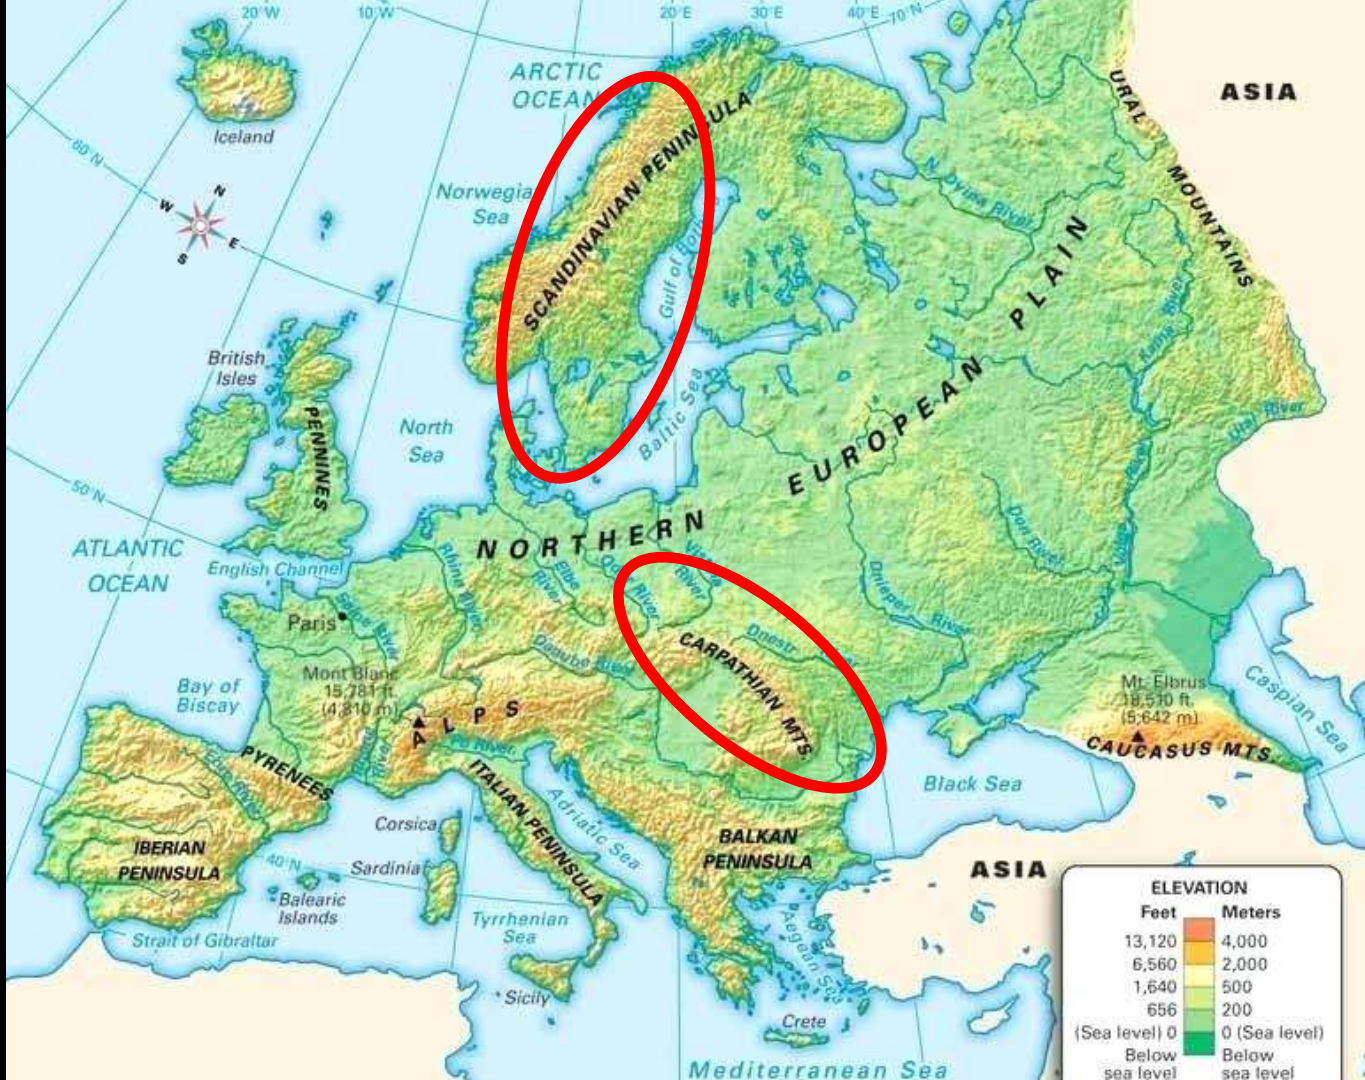 20°W
10°W
20°E
30°E
40°E
70°N
ARCTIC
OCEAN
ASIA
URAL
MOUNTAINS
Iceland
60°N
N
W
E
S
Norwegian
Sea
SCANDINAVIAN PENINSULA
Gulf of Bothnia
N. Dvina River
EUROPEAN PLAIN
Kama River
Ural River
British
Isles
PENNINES
North
Sea
Baltic Sea
50°N
NORTHERN
ATLANTIC
OCEAN
English Channel
Rhine River
Elbe
River
Oder
River
Vistula
River
Don River
Volga River
Dnieper River
Paris
Seine River
Danube River
CARPATHIAN MTS.
Dnestr
Mont Blanc
15,781 ft.
(4,810 m)
ALPS
Bay of
Biscay
Mt. Elbrus
18,510 ft.
(5,642 m)
Caspian Sea
CAUCASUS MTS.
Po River
River
PYRENEES
Ebro River
ITALIAN PENINSULA
Adriatic Sea
Black Sea
Corsica
Sardinia
IBERIAN
PENINSULA
40°N
Balearic
Islands
BALKAN
PENINSULA
ASIA
Strait of Gibraltar
Tyrrhenian
Sea
Aegean Sea
Sicily
Crete
Mediterranean Sea
ELEVATION
Feet Meters
13,120 4,000
6,560 2,000
1,640 500
656 200
(Sea level) 0 0 (Sea level)
Below Below
sea level sea level